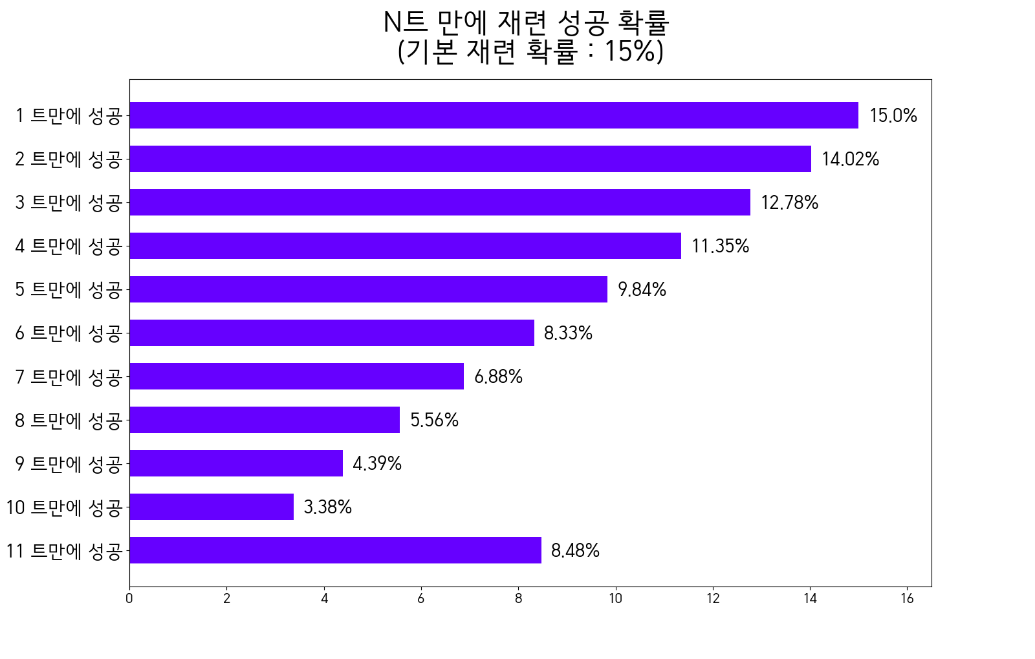 N트 만에 재련 성공 확률
(기본 재련 확률 : 15%)
1 트만에 성공 15.0%
2 트만에 성공 14.02%
3 트만에 성공 12.78%
4 트만에 성공 11.35%
5 트만에 성공 9.84%
6 트만에 성공 8.33%
7 트만에 성공 6.88%
8 트만에 성공 5.56%
9 트만에 성공 4.39%
10 트만에 성공 3.38%
11 트만에 성공 8.48%
0 2 4 6 8 10 12 14 16